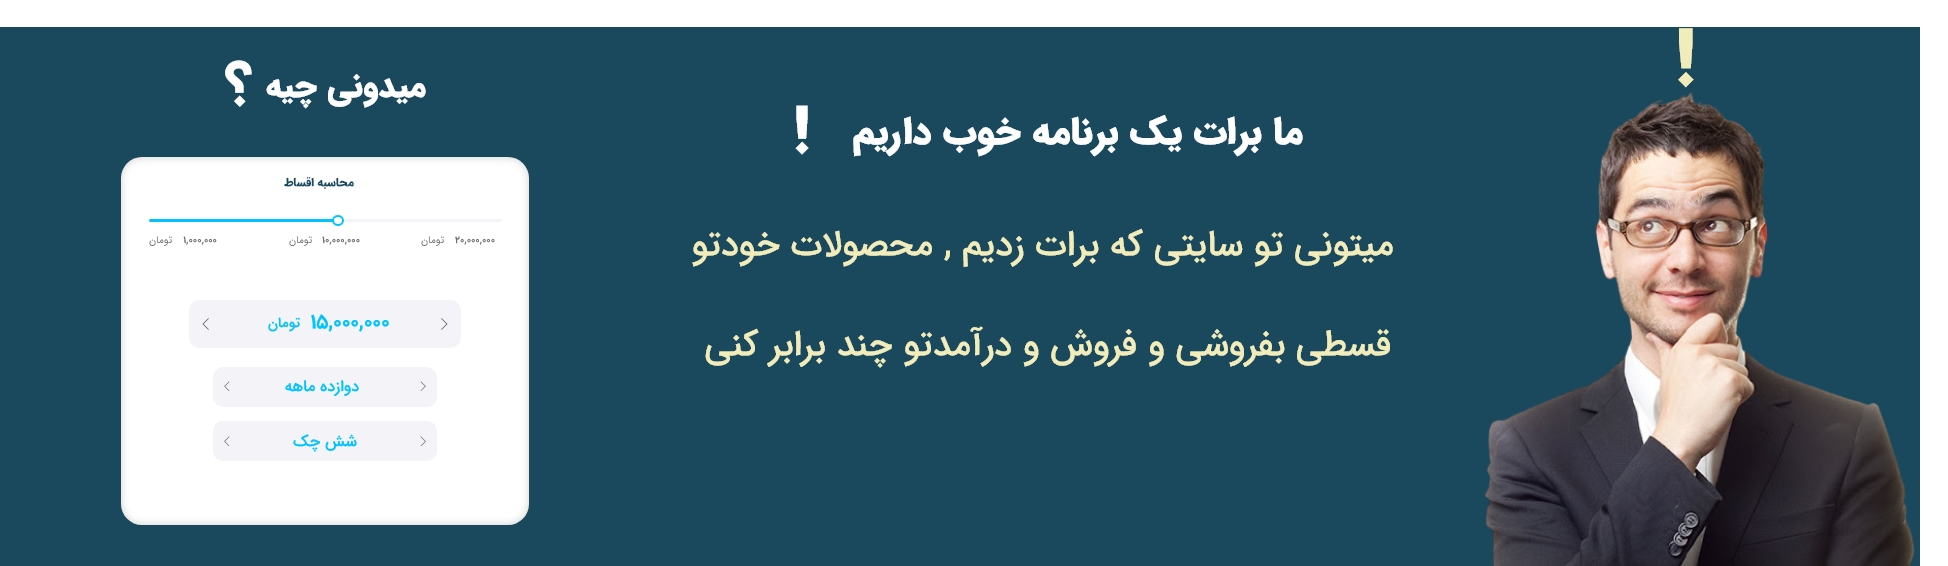 !
ما برات یک برنامه خوب داریم !
میتونی تو سایتی که برات زدیم , محصولات خودتو
قسطی بفروشی و فروش و درآمدتو چند برابر کنی
میدونی چیه ؟
محاسبه اقساط
۲۰,۰۰۰,۰۰۰ تومان ۱۰,۰۰۰,۰۰۰ تومان ۱,۰۰۰,۰۰۰ تومان
۱۵,۰۰۰,۰۰۰ تومان
دوازده ماهه
شش چک